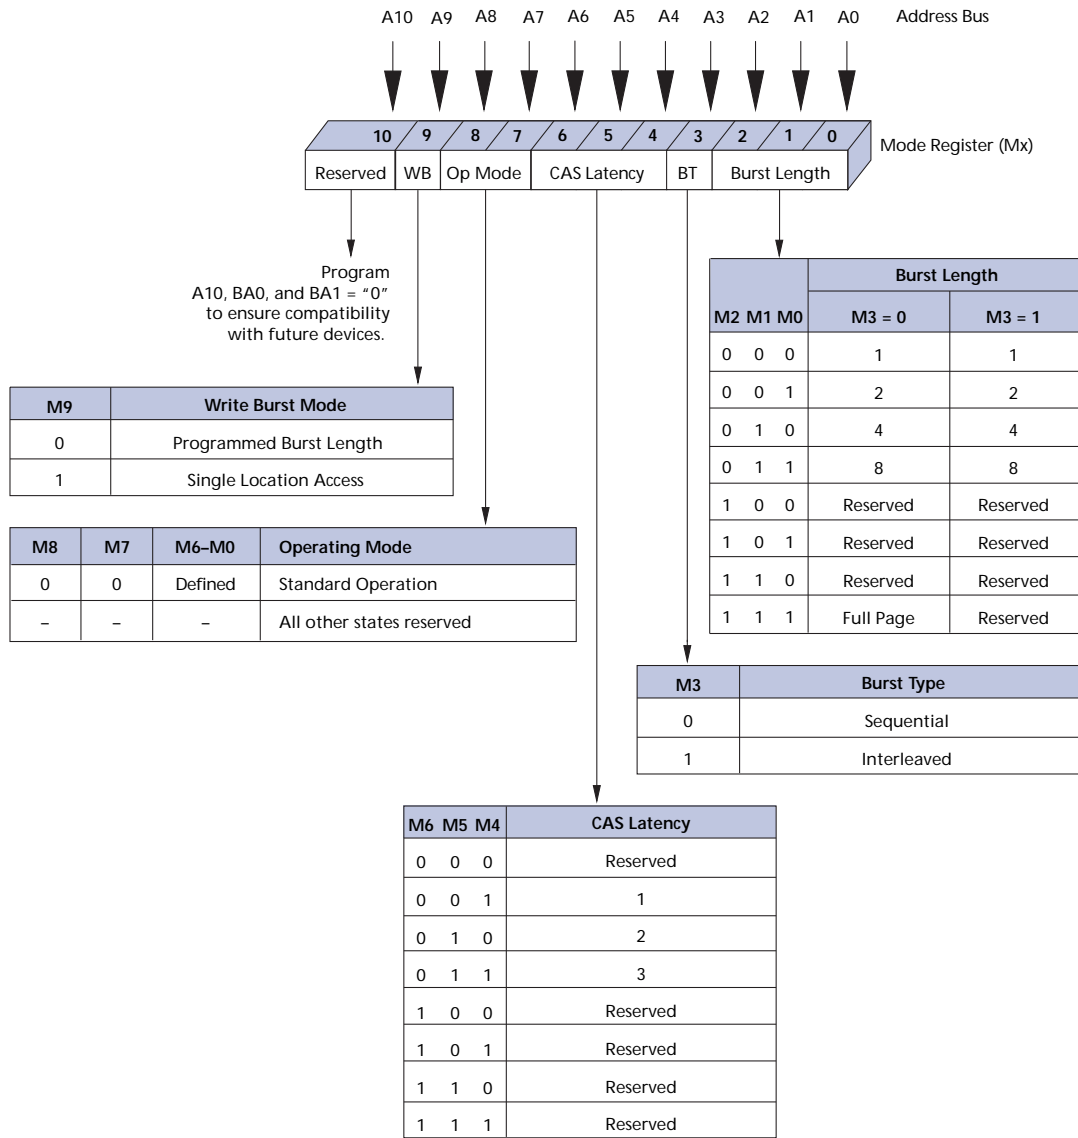 A10 A9 A8 A7 A6 A5 A4 A3 A2 A1 A0 Address Bus
10 9 8 7 6 5 4 3 2 1 0
Mode Register (Mx)
Reserved WB Op Mode CAS Latency BT Burst Length
Program
A10, BA0, and BA1 = “0”
to ensure compatibility
with future devices.
Burst Length
M2 M1 M0 M3 = 0 M3 = 1
0 0 0 1 1
0 0 1 2 2
0 1 0 4 4
0 1 1 8 8
1 0 0 Reserved Reserved
1 0 1 Reserved Reserved
1 1 0 Reserved Reserved
1 1 1 Full Page Reserved
M9 Write Burst Mode
0 Programmed Burst Length
1 Single Location Access
M8 M7 M6–M0 Operating Mode
0 0 Defined Standard Operation
– – – All other states reserved
M3 Burst Type
0 Sequential
1 Interleaved
M6 M5 M4 CAS Latency
0 0 0 Reserved
0 0 1 1
0 1 0 2
0 1 1 3
1 0 0 Reserved
1 0 1 Reserved
1 1 0 Reserved
1 1 1 Reserved